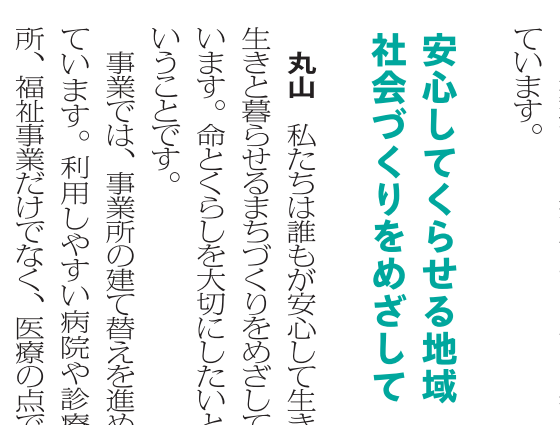 ています。
安心してくらせる地域
社会づくりをめざして
丸山　私たちは誰もが安心して生き
生きと暮らせるまちづくりをめざして
います。命とくらしを大切にしたいと
いうことです。
　事業では、事業所の建て替えを進め
ています。利用しやすい病院や診療
所、福祉事業だけでなく、医療の点で